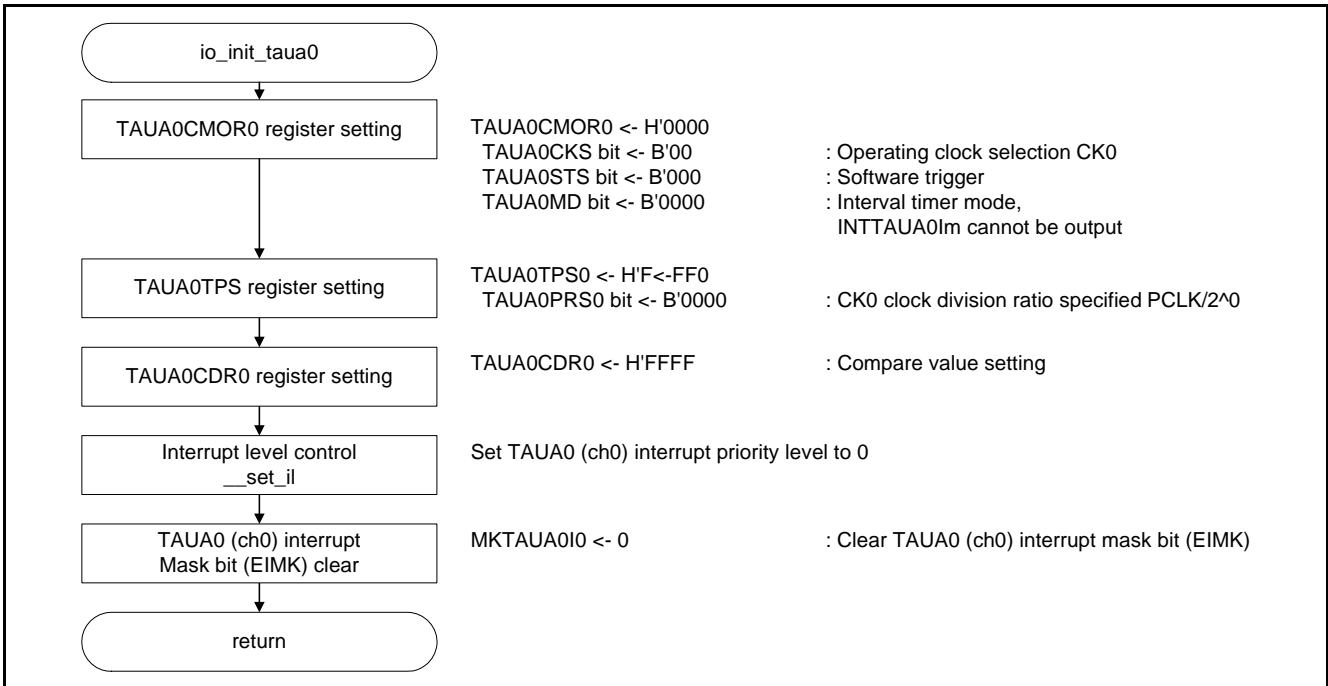 io_init_taua0
TAUA0CMOR0 register setting
TAUA0CMOR0 <- H'0000
TAUA0CKS bit <- B'00 : Operating clock selection CK0
TAUA0STS bit <- B'000 : Software trigger
TAUA0MD bit <- B'0000 : Interval timer mode,
INTTAUA0Im cannot be output
TAUA0TPS register setting
TAUA0TPS0 <- H'F<-FF0
TAUA0PRS0 bit <- B'0000 : CK0 clock division ratio specified PCLK/2^0
TAUA0CDR0 register setting
TAUA0CDR0 <- H'FFFF : Compare value setting
Interrupt level control
__set_il
Set TAUA0 (ch0) interrupt priority level to 0
TAUA0 (ch0) interrupt
Mask bit (EIMK) clear
MKTAUA0I0 <- 0 : Clear TAUA0 (ch0) interrupt mask bit (EIMK)
return